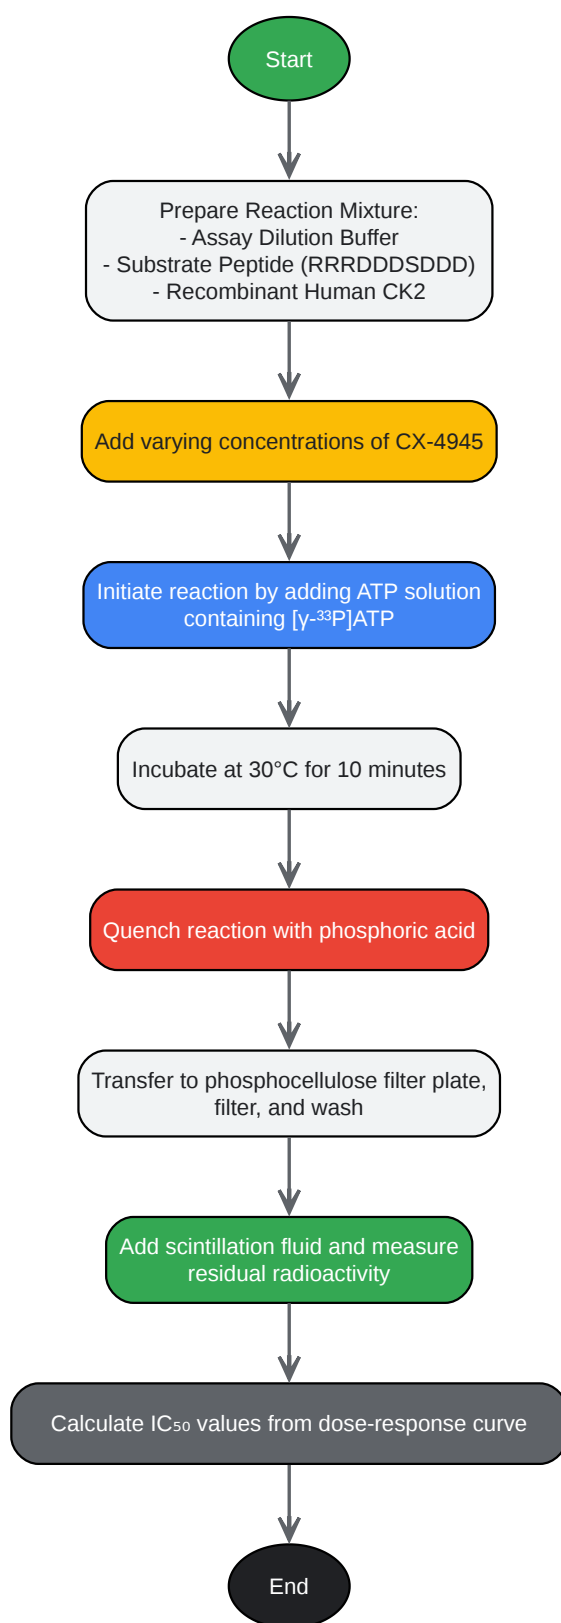 Start
Prepare Reaction Mixture:
- Assay Dilution Buffer
- Substrate Peptide (RRRDDDSDDD)
- Recombinant Human CK2
Add varying concentrations of CX-4945
Initiate reaction by adding ATP solution
containing [γ-³³P]ATP
Incubate at 30°C for 10 minutes
Quench reaction with phosphoric acid
Transfer to phosphocellulose filter plate,
filter, and wash
Add scintillation fluid and measure
residual radioactivity
Calculate IC₅₀ values from dose-response curve
End